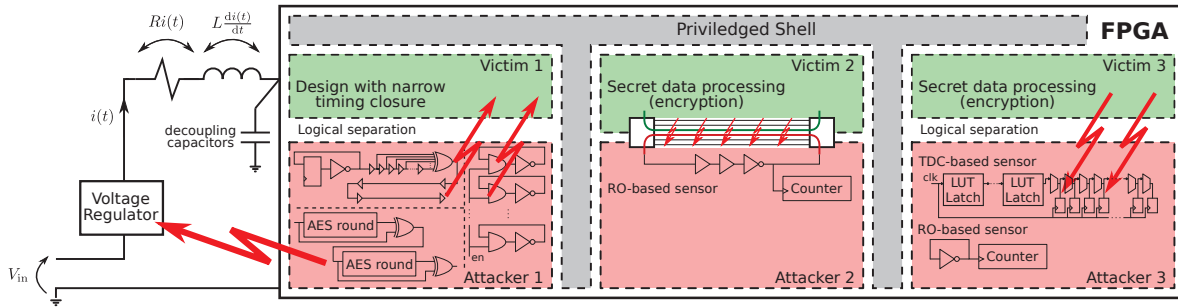 Ri(t)
L di(t)/dt
i(t)
decoupling
capacitors
Voltage
Regulator
Vin
Priviledged Shell
FPGA
Victim 1
Design with narrow
timing closure
Logical separation
AES round
AES round
en
Attacker 1
Victim 2
Secret data processing
(encryption)
RO-based sensor
Counter
Attacker 2
Victim 3
Secret data processing
(encryption)
Logical separation
TDC-based sensor
clk
LUT
Latch
LUT
Latch
RO-based sensor
Counter
Attacker 3